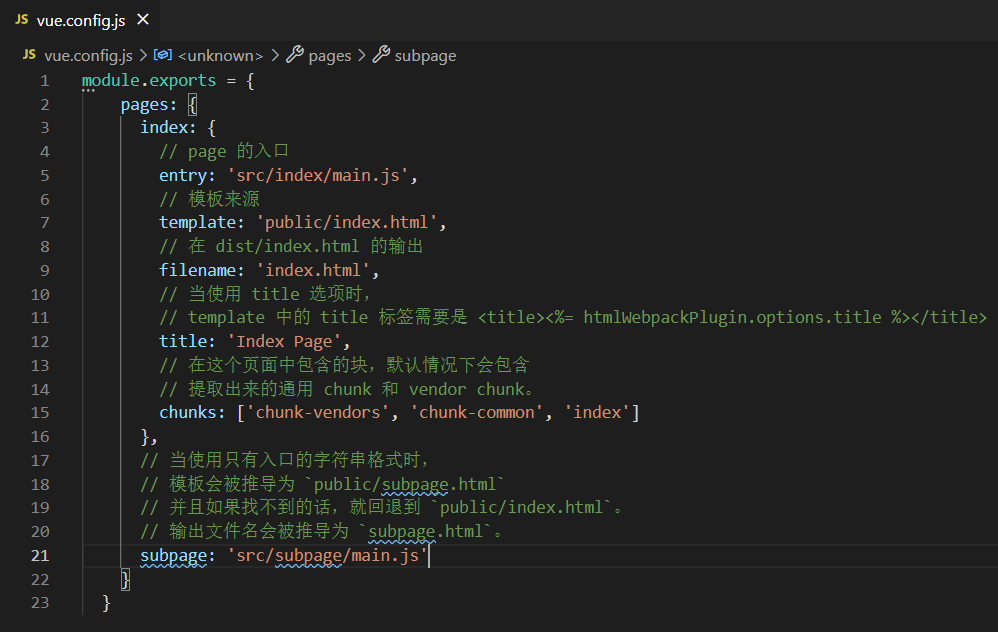 JS vue.config.js ×
JS vue.config.js > <unknown> > pages > subpage
1 module.exports = {
2 pages: {
3 index: {
4 // page 的入口
5 entry: 'src/index/main.js',
6 // 模板来源
7 template: 'public/index.html',
8 // 在 dist/index.html 的输出
9 filename: 'index.html',
10 // 当使用 title 选项时，
11 // template 中的 title 标签需要是 <title><%= htmlWebpackPlugin.options.title %></title>
12 title: 'Index Page',
13 // 在这个页面中包含的块，默认情况下会包含
14 // 提取出来的通用 chunk 和 vendor chunk。
15 chunks: ['chunk-vendors', 'chunk-common', 'index']
16 },
17 // 当使用只有入口的字符串格式时，
18 // 模板会被推导为 `public/subpage.html`
19 // 并且如果找不到的话，就回退到 `public/index.html`。
20 // 输出文件名会被推导为 `subpage.html`。
21 subpage: 'src/subpage/main.js'
22 }
23 }